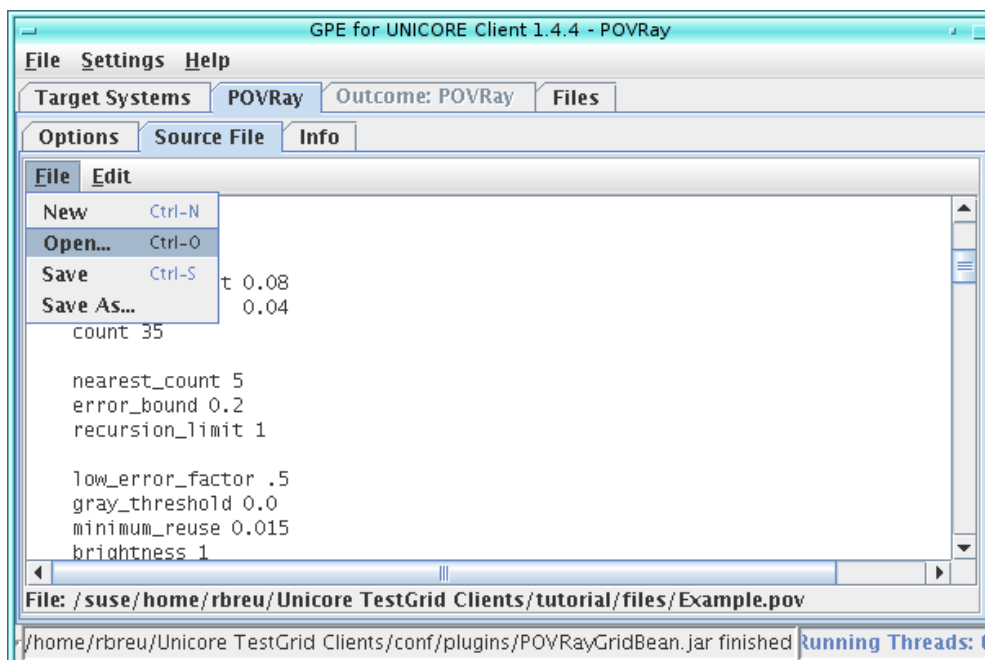 GPE for UNICORE Client 1.4.4 - POVRay
File Settings Help
Target Systems POVRay Outcome: POVRay Files
Options Source File Info
File Edit
New Ctrl-N
Open... Ctrl-O
Save Ctrl-S
t 0.08
Save As...
0.04
count 35
nearest_count 5
error_bound 0.2
recursion_limit 1
low_error_factor .5
gray_threshold 0.0
minimum_reuse 0.015
brightness 1
File: /suse/home/rbreu/Unicore TestGrid Clients/tutorial/files/Example.pov
/home/rbreu/Unicore TestGrid Clients/conf/plugins/POVRayGridBean.jar finished Running Threads: